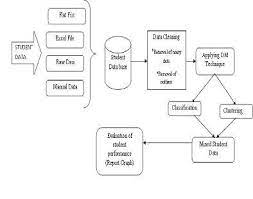 STUDENT
DATA
Flat File
Excel File
Raw Data
Manual Data
Student
Data base
Data Cleaning
*Removal of noisy
data
*Removal of
outliers
Applying DM
Technique
Classification
Clustering
Mined Student
Data
Evaluation of
student
performance
(Report Graph)